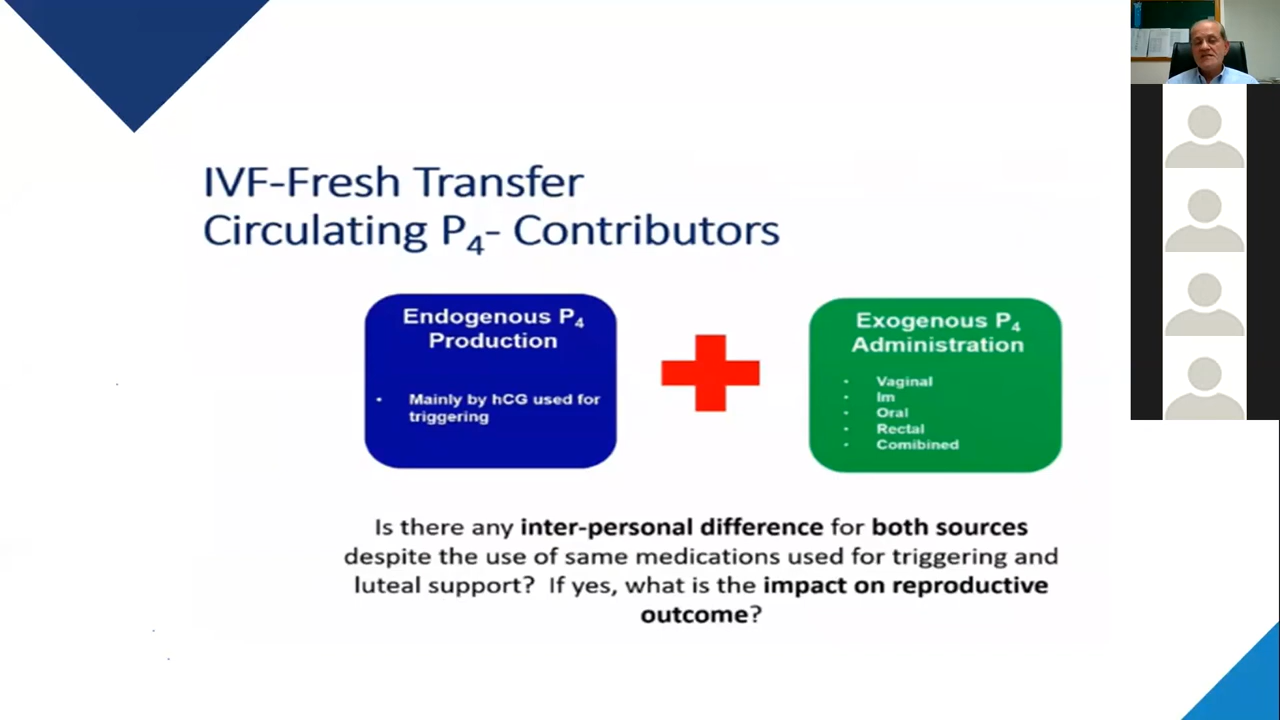 IVF-Fresh Transfer
Circulating P₄- Contributors
Endogenous P₄
Production
• Mainly by hCG used for
triggering
Exogenous P₄
Administration
• Vaginal
• Im
• Oral
• Rectal
• Comibined
Is there any inter-personal difference for both sources
despite the use of same medications used for triggering and
luteal support? If yes, what is the impact on reproductive
outcome?